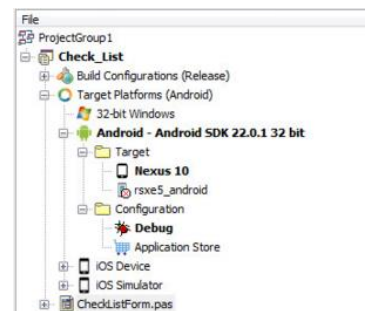 File
ProjectGroup1
Check_List
Build Configurations (Release)
Target Platforms (Android)
32-bit Windows
Android - Android SDK 22.0.1 32 bit
Target
Nexus 10
rsxe5_android
Configuration
Debug
Application Store
iOS Device
iOS Simulator
CheckListForm.pas